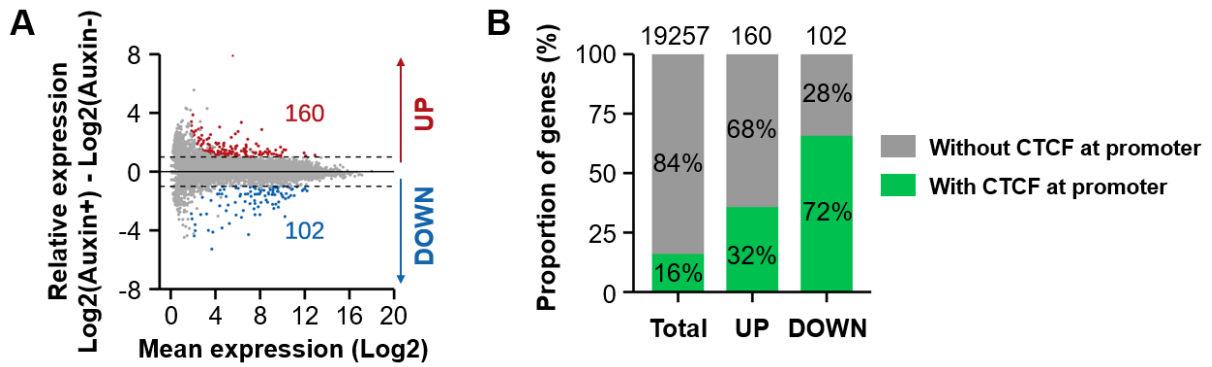 A
Relative expression
Log2(Auxin+) - Log2(Auxin-)
8
4
0
-4
-8
160
102
UP
DOWN
0 4 8 12 16 20
Mean expression (Log2)
B
Proportion of genes (%)
100
75
50
25
0
19257 160 102
84%
16%
68%
32%
28%
72%
Total UP DOWN
Without CTCF at promoter
With CTCF at promoter